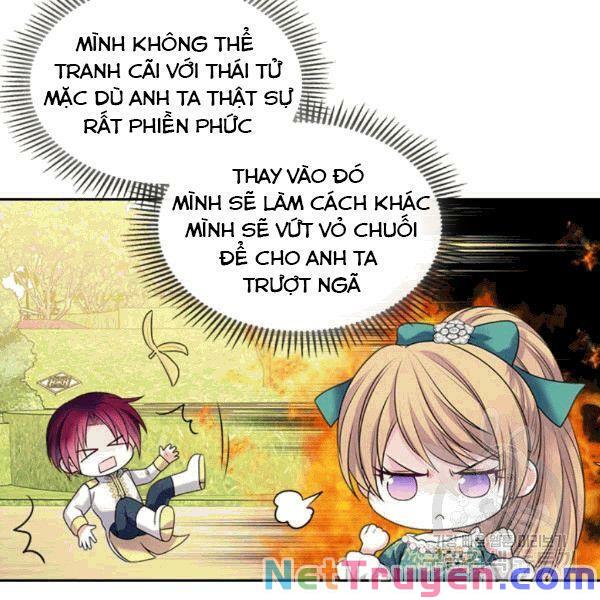 MÌNH KHÔNG THỂ
TRANH CÃI VỚI THÁI TỬ
MẶC DÙ ANH TA THẬT SỰ
RẤT PHIỀN PHỨC
THAY VÀO ĐÓ
MÌNH SẼ LÀM CÁCH KHÁC
MÌNH SẼ VỨT VỎ CHUỐI
ĐỂ CHO ANH TA
TRƯỢT NGÃ
NetTruyen.com